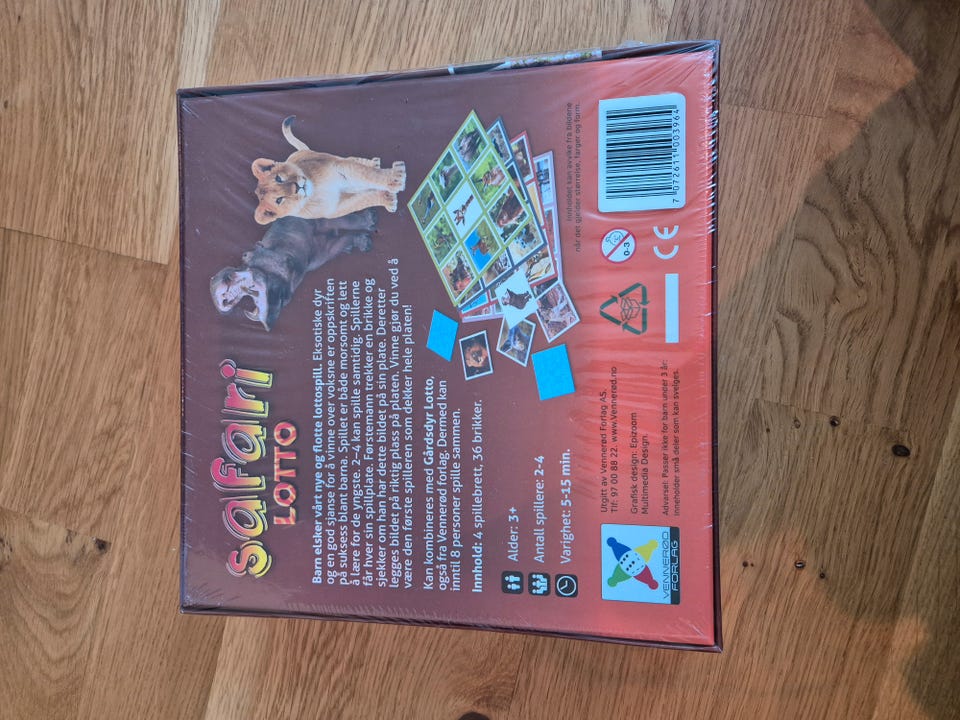 safari
LOTTO
Barn elsker vårt nye og flotte lottospill. Eksotiske dyr
og en god sjanse for å vinne over voksne er oppskriften
på suksess blant barna. Spillet er både morsomt og lett
å lære for de yngste. 2–4 kan spille samtidig. Spillerne
får hver sin spillplate. Førstemann trekker en brikke og
sjekker om han har dette bildet på sin plate. Deretter
legges bildet på riktig plass på platen. Vinne gjør du ved å
være den første spilleren som dekker hele platen!
Kan kombineres med Gårdsdyr Lotto,
også fra Vennerød forlag. Dermed kan
inntil 8 personer spille sammen.
Innhold: 4 spillebrett, 36 brikker.
Alder: 3+
Antall spillere: 2-4
Varighet: 5-15 min.
Innholdet kan avvike fra bildene
når det gjelder størrelse, farger og form.
VENNERØD
FORLAG
Utgitt av Vennerød Forlag AS.
Tlf: 97 00 88 22. www.Vennerød.no
Grafisk design: Epizoom
Multimedia Design.
Advarsel: Passer ikke for barn under 3 år.
Inneholder små deler som kan svelges.
0-3
CE
7 072611 003964